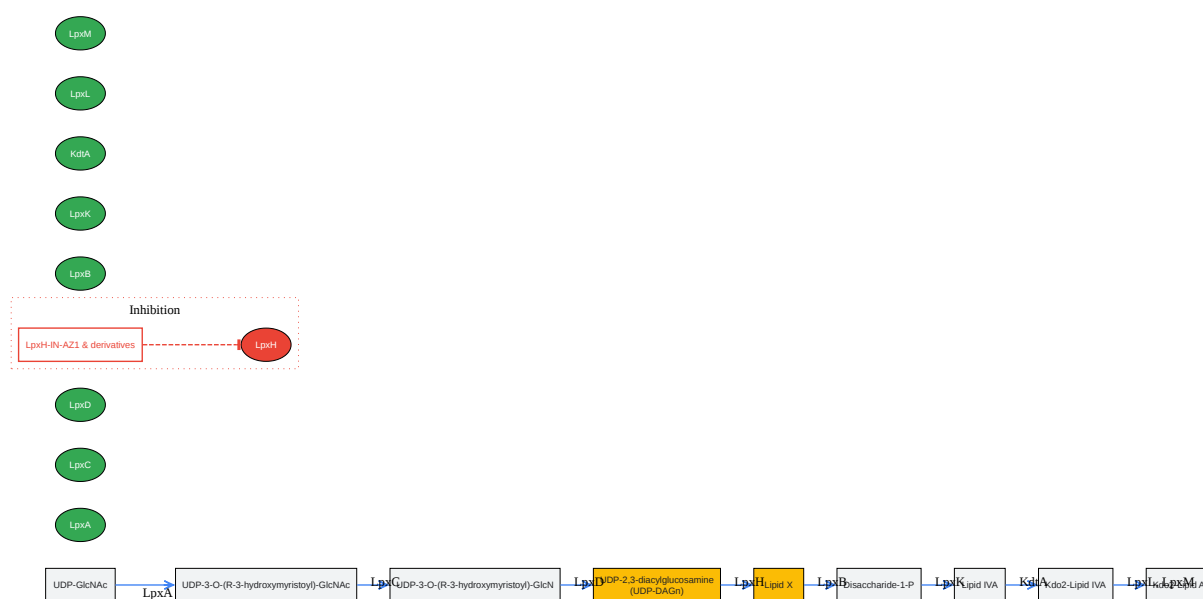 LpxM
LpxL
KdtA
LpxK
LpxB
Inhibition
LpxH-IN-AZ1 & derivatives
LpxH
LpxD
LpxC
LpxA
UDP-GlcNAc
LpxA
UDP-3-O-(R-3-hydroxymyristoyl)-GlcNAc
LpxC
UDP-3-O-(R-3-hydroxymyristoyl)-GlcN
LpxD
UDP-2,3-diacylglucosamine
(UDP-DAGn)
LpxH
Lipid X
LpxB
Disaccharide-1-P
LpxK
Lipid IVA
KdtA
Kdo2-Lipid IVA
LpxL, LpxM
Kdo2-Lipid A